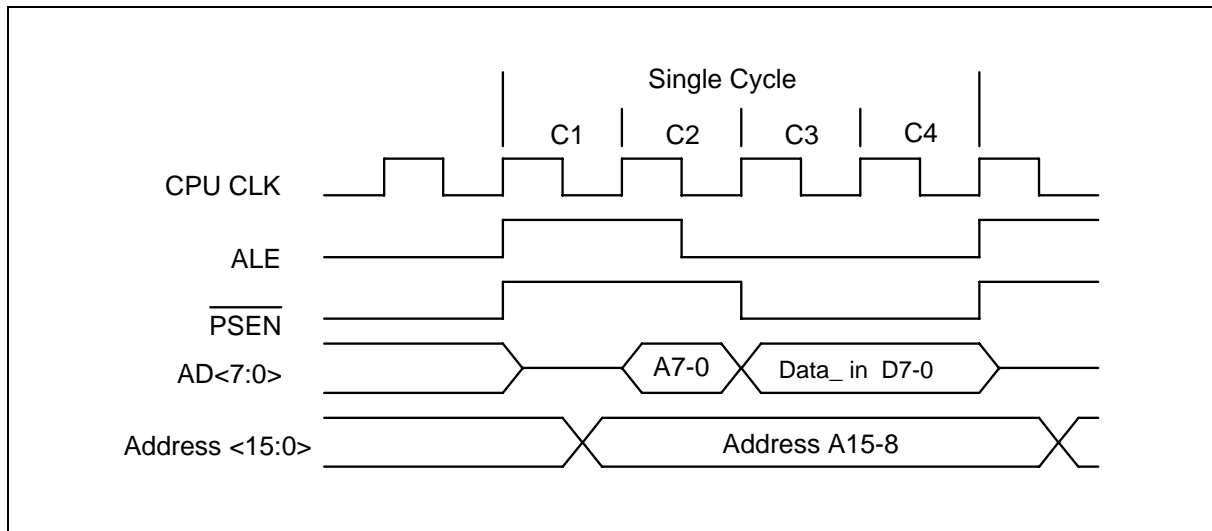 Single Cycle
C1 C2 C3 C4
CPU CLK
ALE
PSEN
AD<7:0> A7-0 Data_ in D7-0
Address <15:0> Address A15-8